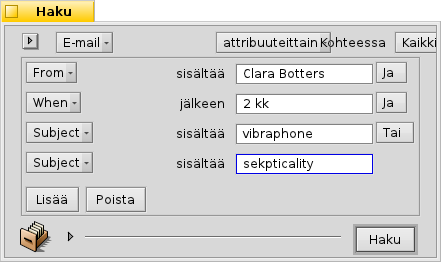 Haku
E-mail attribuuteittain Kohteessa Kaikki
From sisältää Clara Botters Ja
When jälkeen 2 kk Ja
Subject sisältää vibraphone Tai
Subject sisältää sekpticality
Lisää Poista
Haku